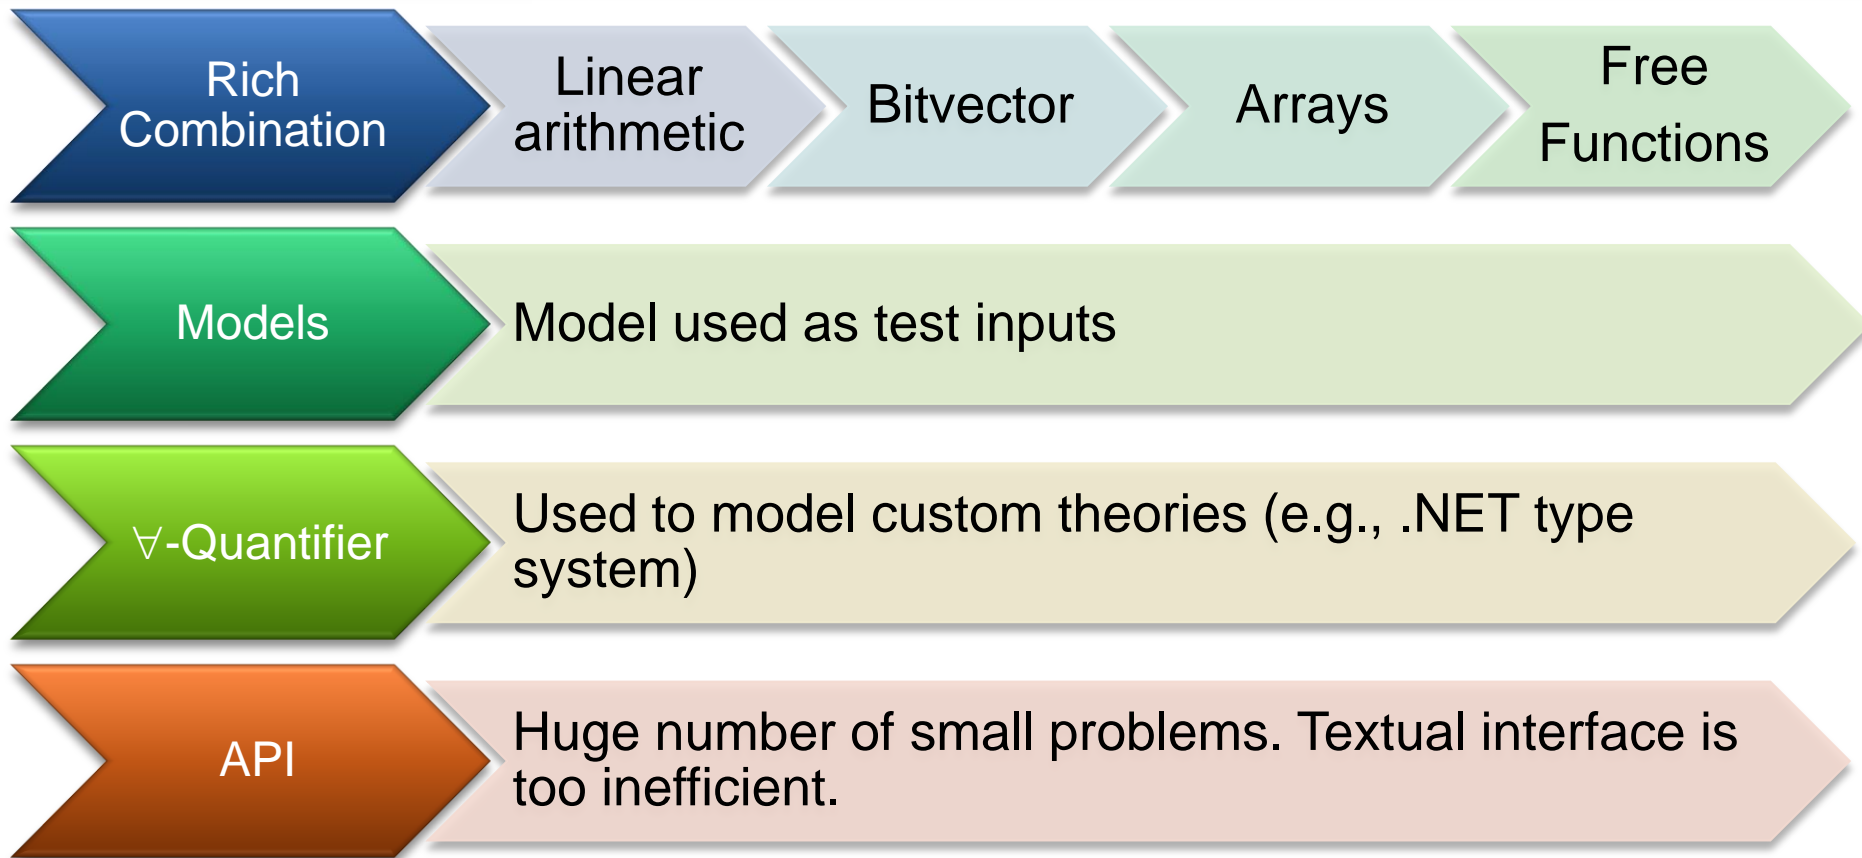 Rich
Combination
Linear
arithmetic
Bitvector
Arrays
Free
Functions
Models
Model used as test inputs
∀-Quantifier
Used to model custom theories (e.g., .NET type
system)
API
Huge number of small problems. Textual interface is
too inefficient.